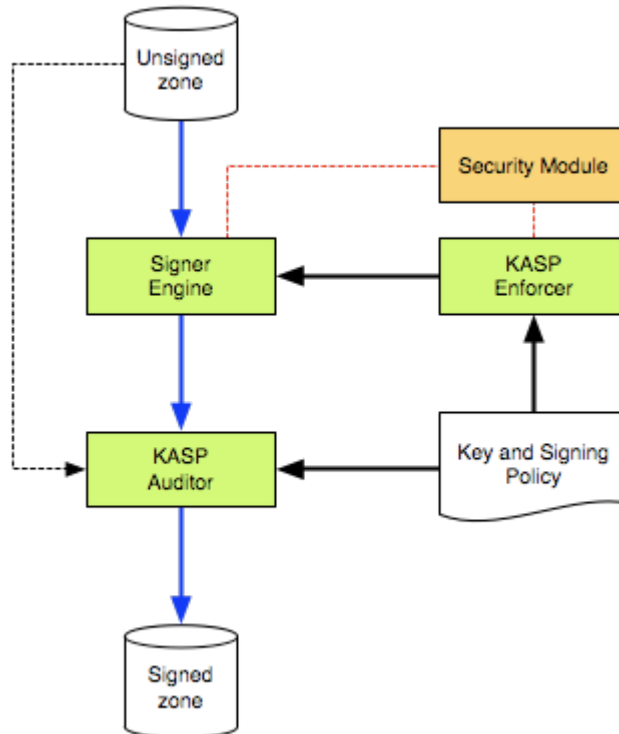 Unsigned
zone
Security Module
Signer
Engine
KASP
Enforcer
KASP
Auditor
Key and Signing
Policy
Signed
zone